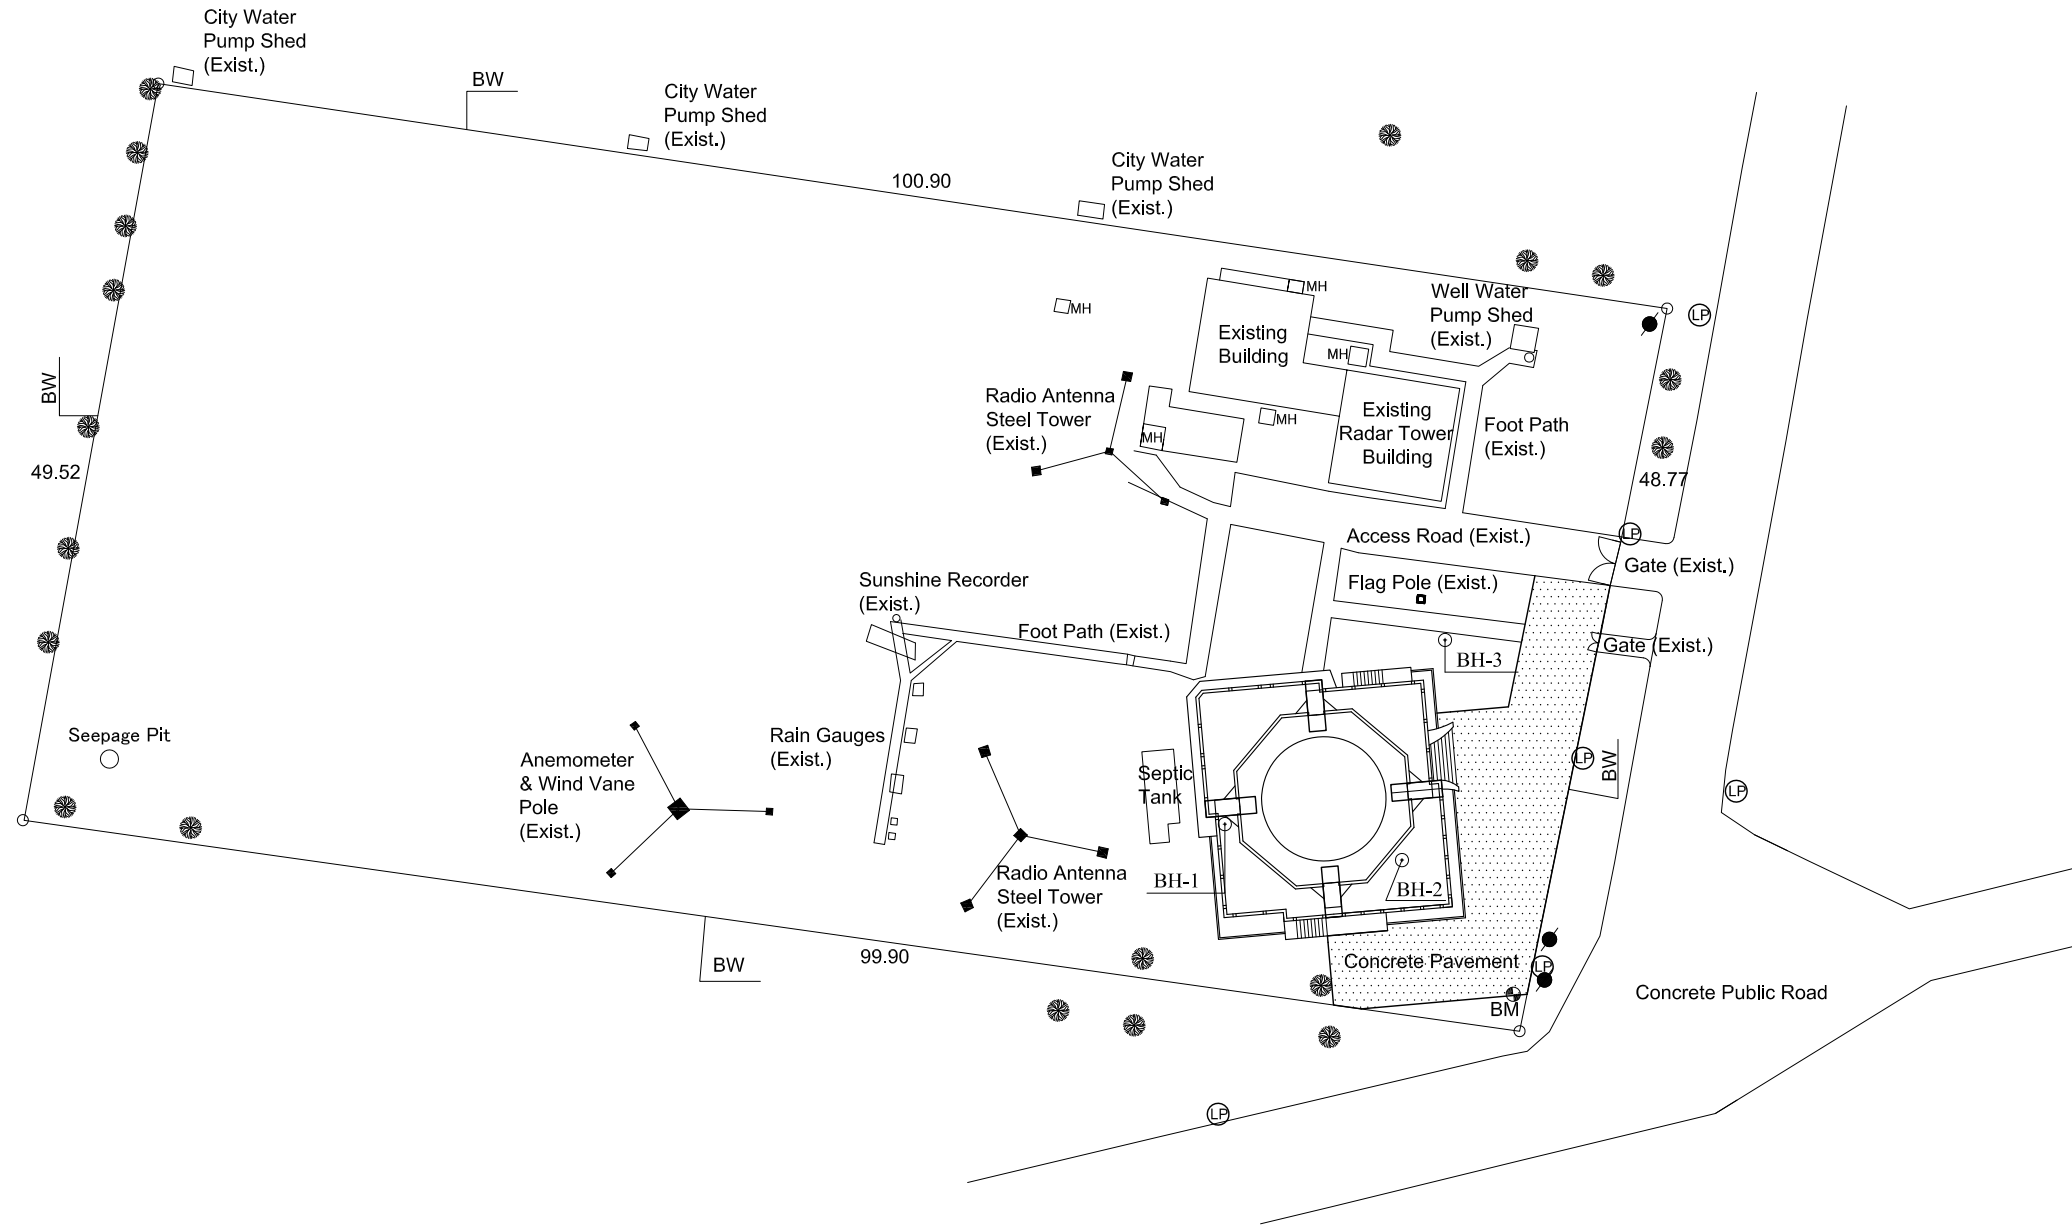 City Water
Pump Shed
(Exist.)
BW
City Water
Pump Shed
(Exist.)
100.90
City Water
Pump Shed
(Exist.)
MH
MH
Well Water
Pump Shed
(Exist.)
LP
Existing
Building
MH
BW
Radio Antenna
Steel Tower
(Exist.)
MH
MH
Existing
Radar Tower
Building
Foot Path
(Exist.)
49.52
48.77
Access Road (Exist.)
LP
Gate (Exist.)
Sunshine Recorder
(Exist.)
Flag Pole (Exist.)
Foot Path (Exist.)
Gate (Exist.)
BH-3
Seepage Pit
Anemometer
& Wind Vane
Pole
(Exist.)
Rain Gauges
(Exist.)
Septic
Tank
LP
BW
LP
Radio Antenna
Steel Tower
(Exist.)
BH-1
BH-2
BW
99.90
Concrete Pavement
LP
BM
Concrete Public Road
LP